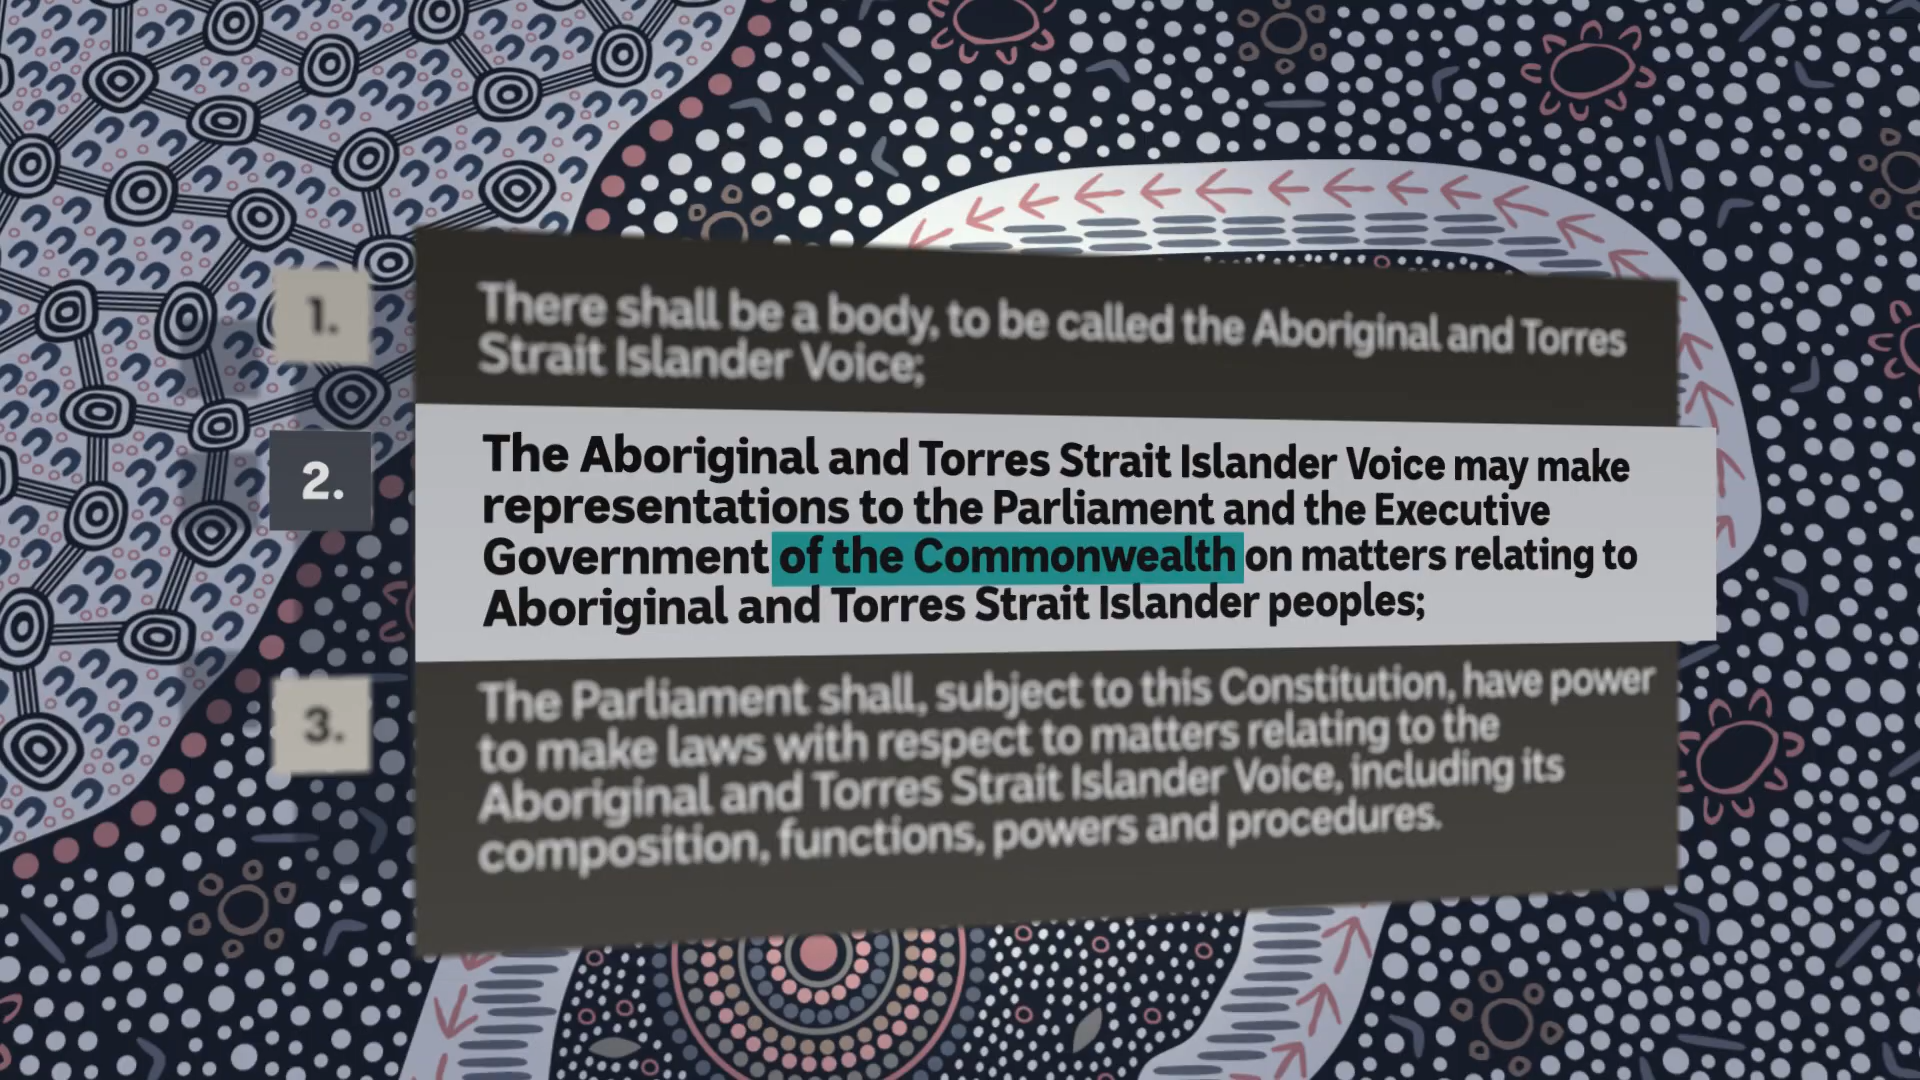 1.
There shall be a body, to be called the Aboriginal and Torres
Strait Islander Voice;
2.
The Aboriginal and Torres Strait Islander Voice may make
representations to the Parliament and the Executive
Government of the Commonwealth on matters relating to
Aboriginal and Torres Strait Islander peoples;
3.
The Parliament shall, subject to this Constitution, have power
to make laws with respect to matters relating to the
Aboriginal and Torres Strait Islander Voice, including its
composition, functions, powers and procedures.